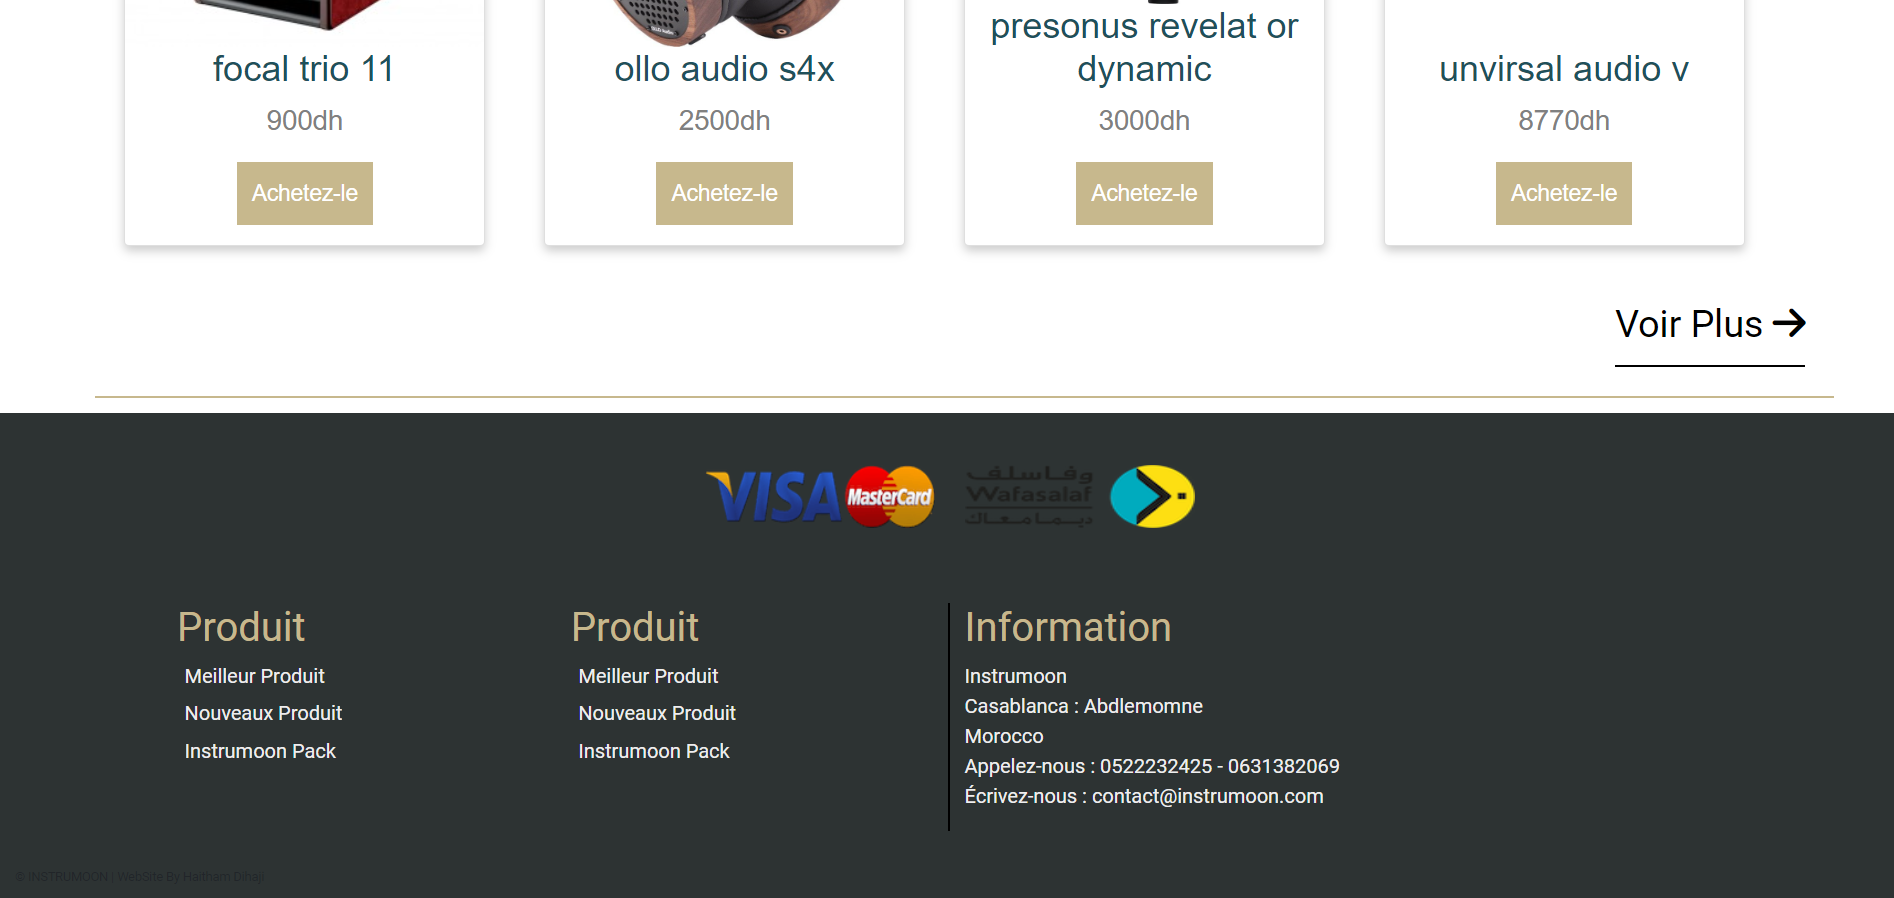 focal trio 11
900dh
Achetez-le
ollo audio s4x
2500dh
Achetez-le
presonus revelat or
dynamic
3000dh
Achetez-le
unvirsal audio v
8770dh
Achetez-le
Voir Plus
VISA
MasterCard
وفاسلف
Wafasalaf
ديما معاك
Produit
Meilleur Produit
Nouveaux Produit
Instrumoon Pack
Produit
Meilleur Produit
Nouveaux Produit
Instrumoon Pack
Information
Instrumoon
Casablanca : Abdlemomne
Morocco
Appelez-nous : 0522232425 - 0631382069
Écrivez-nous : contact@instrumoon.com
© INSTRUMOON | WebSite By Haitham Dihaji